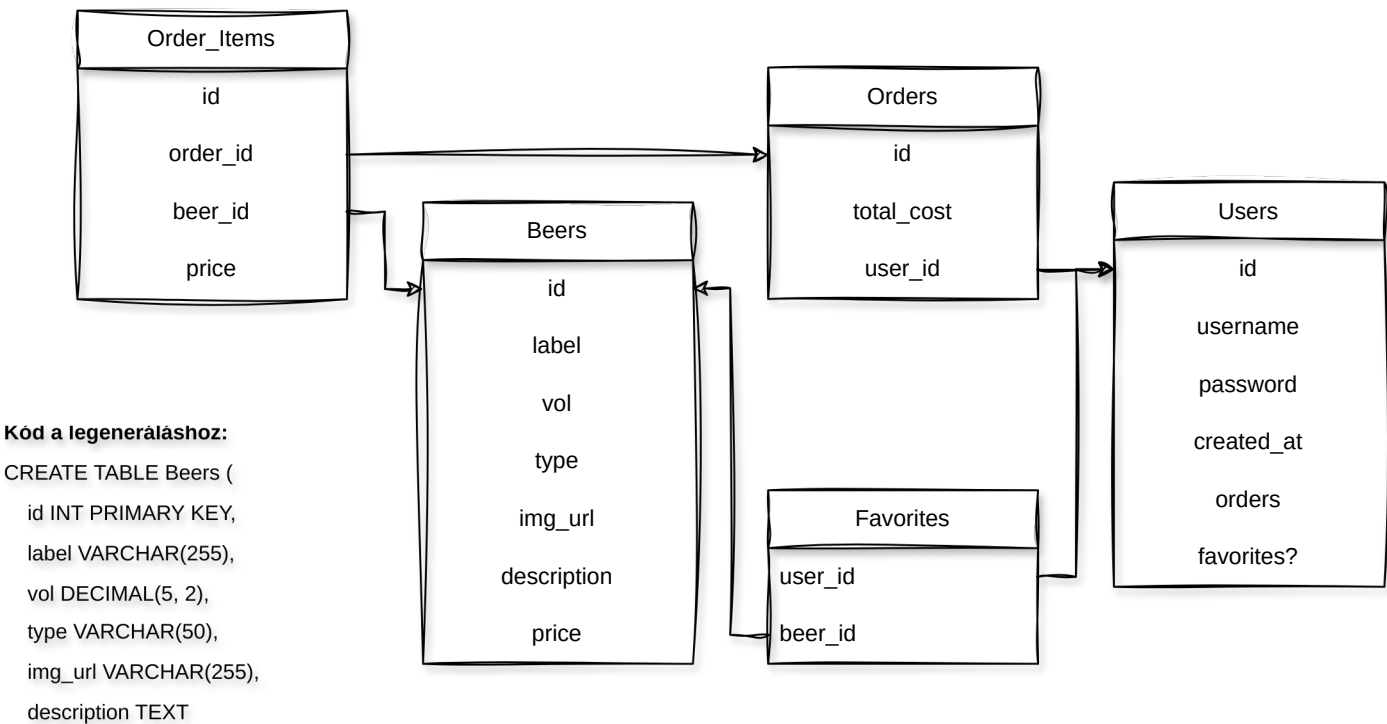 Order_Items
id
order_id
beer_id
price
Orders
id
total_cost
user_id
Beers
id
label
vol
type
img_url
description
price
Users
id
username
password
created_at
orders
favorites?
Favorites
user_id
beer_id
Kód a legeneráláshoz:
CREATE TABLE Beers (
id INT PRIMARY KEY,
label VARCHAR(255),
vol DECIMAL(5, 2),
type VARCHAR(50),
img_url VARCHAR(255),
description TEXT